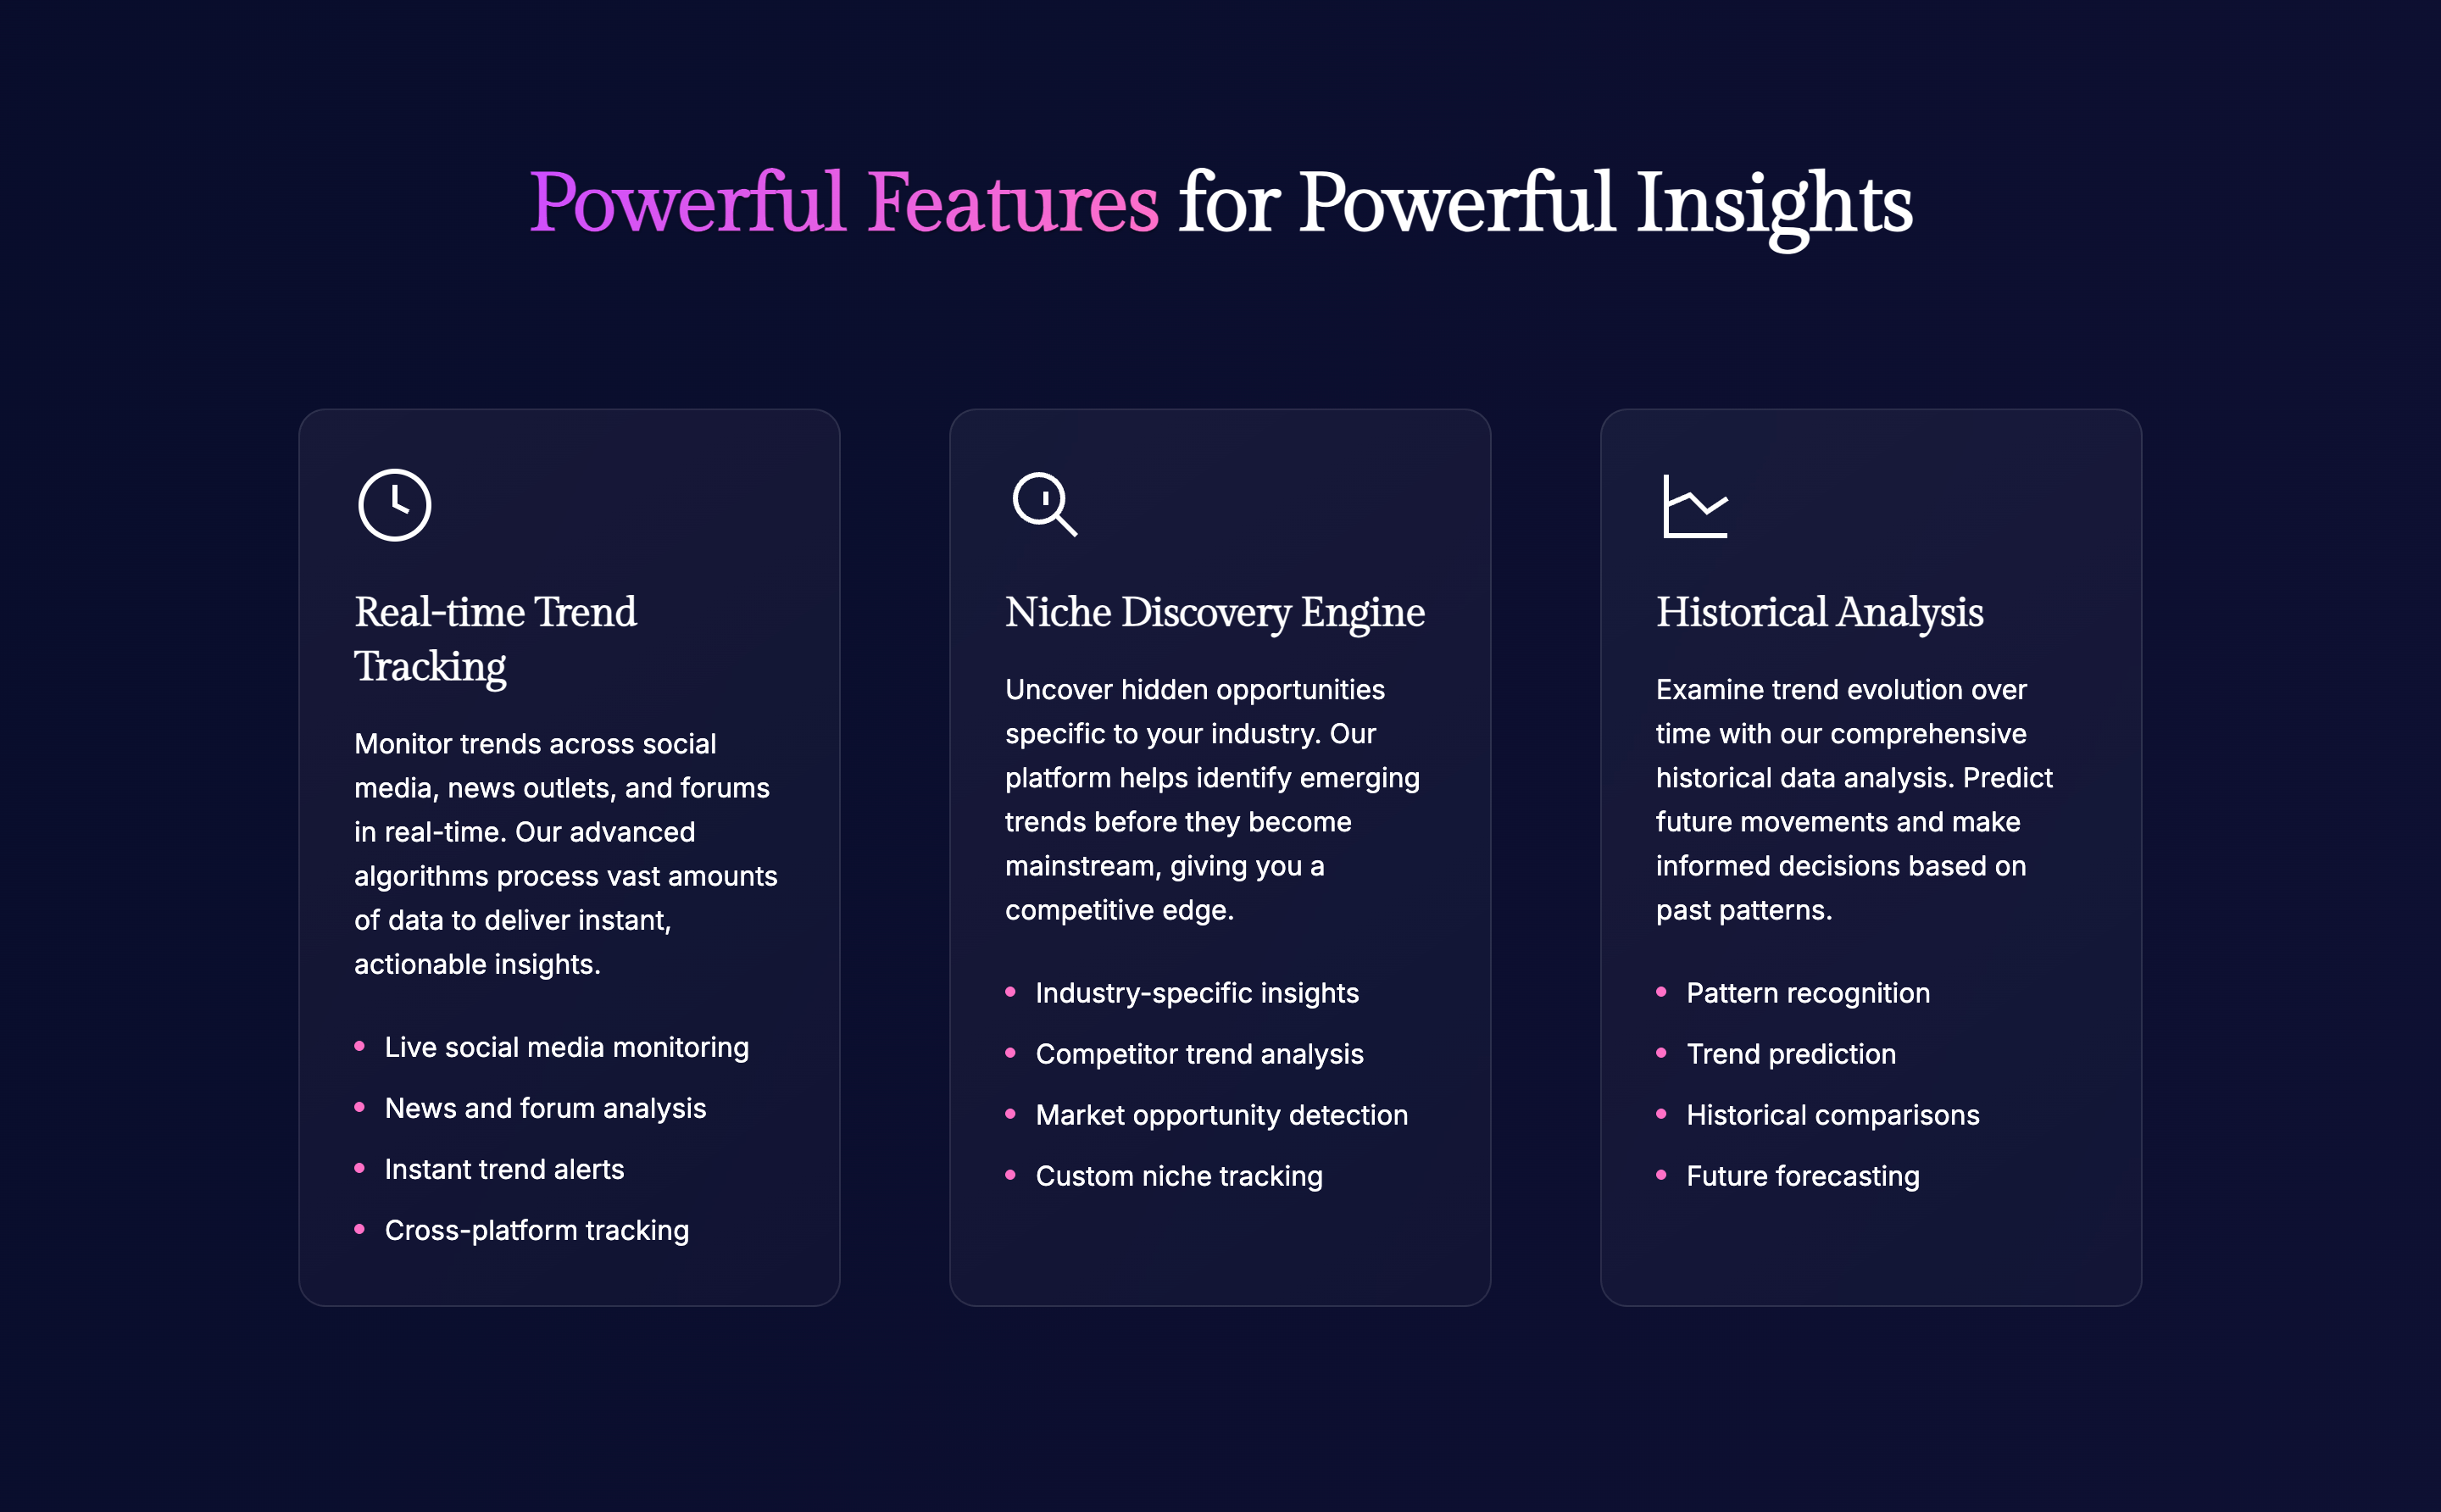 Powerful Features for Powerful Insights
Real-time Trend
Tracking
Monitor trends across social
media, news outlets, and forums
in real-time. Our advanced
algorithms process vast amounts
of data to deliver instant,
actionable insights.
Live social media monitoring
News and forum analysis
Instant trend alerts
Cross-platform tracking
Niche Discovery Engine
Uncover hidden opportunities
specific to your industry. Our
platform helps identify emerging
trends before they become
mainstream, giving you a
competitive edge.
Industry-specific insights
Competitor trend analysis
Market opportunity detection
Custom niche tracking
Historical Analysis
Examine trend evolution over
time with our comprehensive
historical data analysis. Predict
future movements and make
informed decisions based on
past patterns.
Pattern recognition
Trend prediction
Historical comparisons
Future forecasting